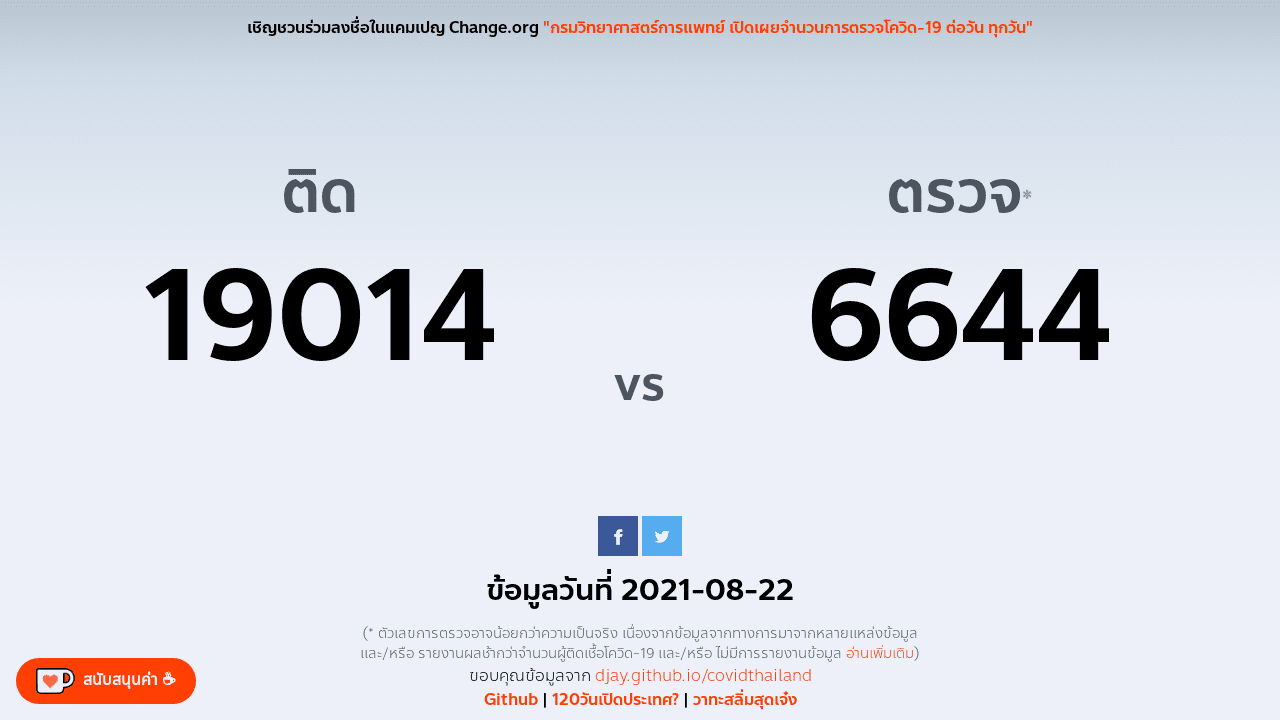 เชิญชวนร่วมลงชื่อในแคมเปญ Change.org "กรมวิทยาศาสตร์การแพทย์ เปิดเผยจำนวนการตรวจโควิด-19 ต่อวัน ทุกวัน"
ติด
ตรวจ*
19014
6644
vs
ข้อมูลวันที่ 2021-08-22
(* ตัวเลขการตรวจอาจน้อยกว่าความเป็นจริง เนื่องจากข้อมูลจากทางการมาจากหลายแหล่งข้อมูล
และ/หรือ รายงานผลช้ากว่าจำนวนผู้ติดเชื้อโควิด-19 และ/หรือ ไม่มีการรายงานข้อมูล อ่านเพิ่มเติม)
ขอบคุณข้อมูลจาก djay.github.io/covidthailand
Github | 120วันเปิดประเทศ? | วาทะสลิ่มสุดเจ๋ง
สนับสนุนค่า ☕